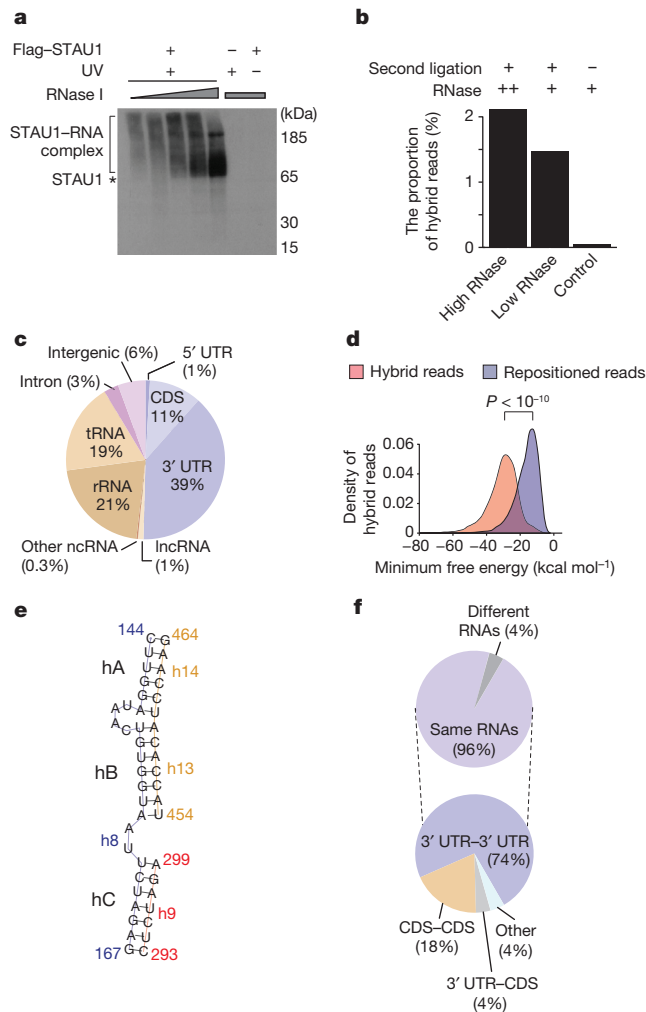 a
Flag–STAU1 + – +
UV + + –
RNase I
(kDa)
STAU1–RNA
complex
185
STAU1
*
65
30
15
b
Second ligation + + –
RNase ++ + +
The proportion
of hybrid reads (%)
2
1
0
High RNase
Low RNase
Control
c
Intergenic (6%)
5′ UTR
(1%)
Intron (3%)
CDS
11%
tRNA
19%
3′ UTR
39%
rRNA
21%
Other ncRNA
(0.3%)
lncRNA
(1%)
d
Hybrid reads
Repositioned reads
P < 10⁻¹⁰
Density of
hybrid reads
0.06
0.04
0.02
0
–80 –60 –40 –20 0
Minimum free energy (kcal mol⁻¹)
e
144
464
hA
h14
hB
h13
454
h8
299
hC
h9
167
293
f
Different
RNAs (4%)
Same RNAs
(96%)
3′ UTR–3′ UTR
(74%)
CDS–CDS
(18%)
Other
(4%)
3′ UTR–CDS
(4%)